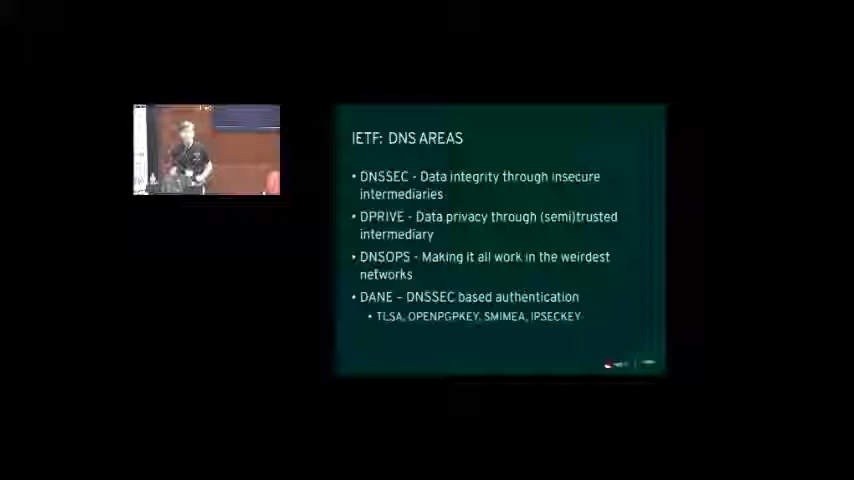 IETF: DNS AREAS
• DNSSEC - Data integrity through insecure
intermediaries
• DPRIVE - Data privacy through (semi)trusted
intermediary
• DNSOPS - Making it all work in the weirdest
networks
• DANE – DNSSEC based authentication
• TLSA, OPENPGPKEY, SMIMEA, IPSECKEY